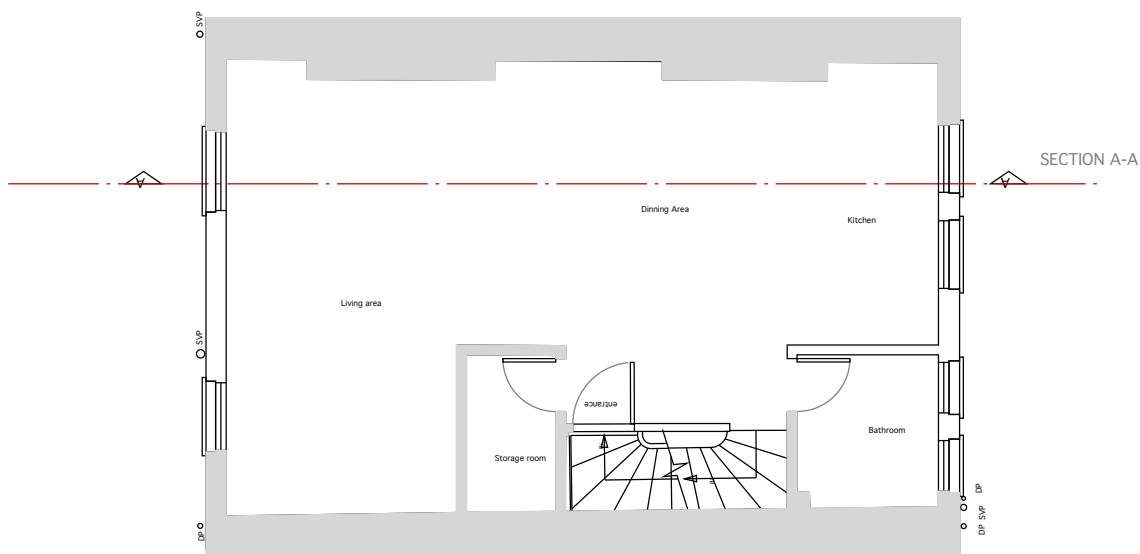 SVP
SECTION A-A
A
A
Dinning Area
Kitchen
Living area
SVP
entrance
Bathroom
Storage room
DP
SVP
DP
DP